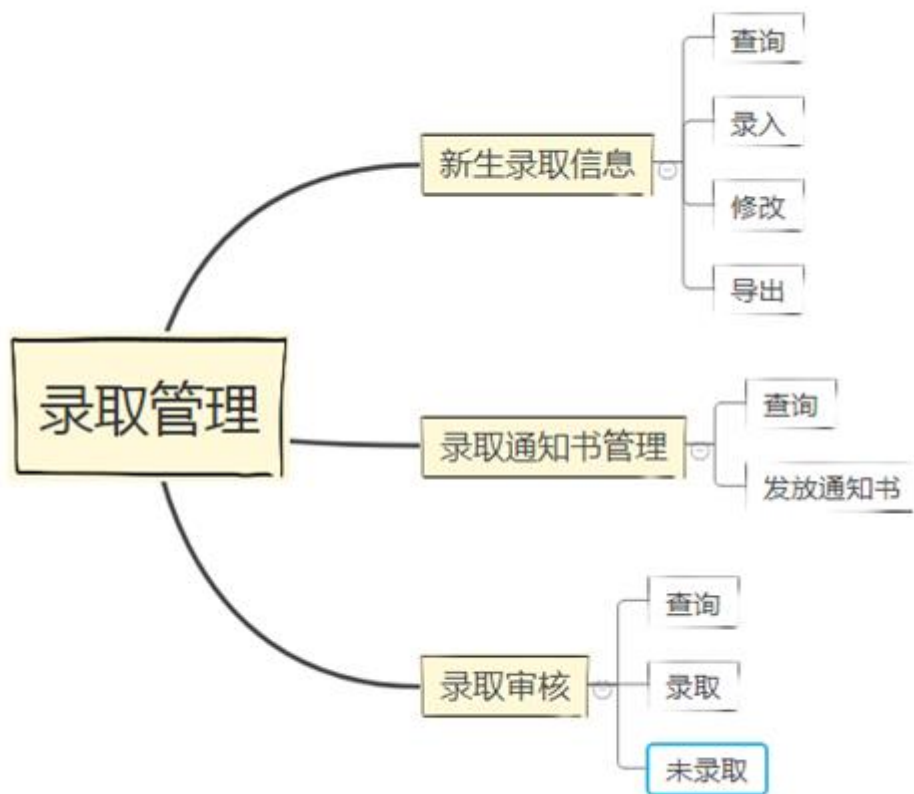 录取管理
新生录取信息
查询
录入
修改
导出
录取通知书管理
查询
发放通知书
录取审核
查询
录取
未录取